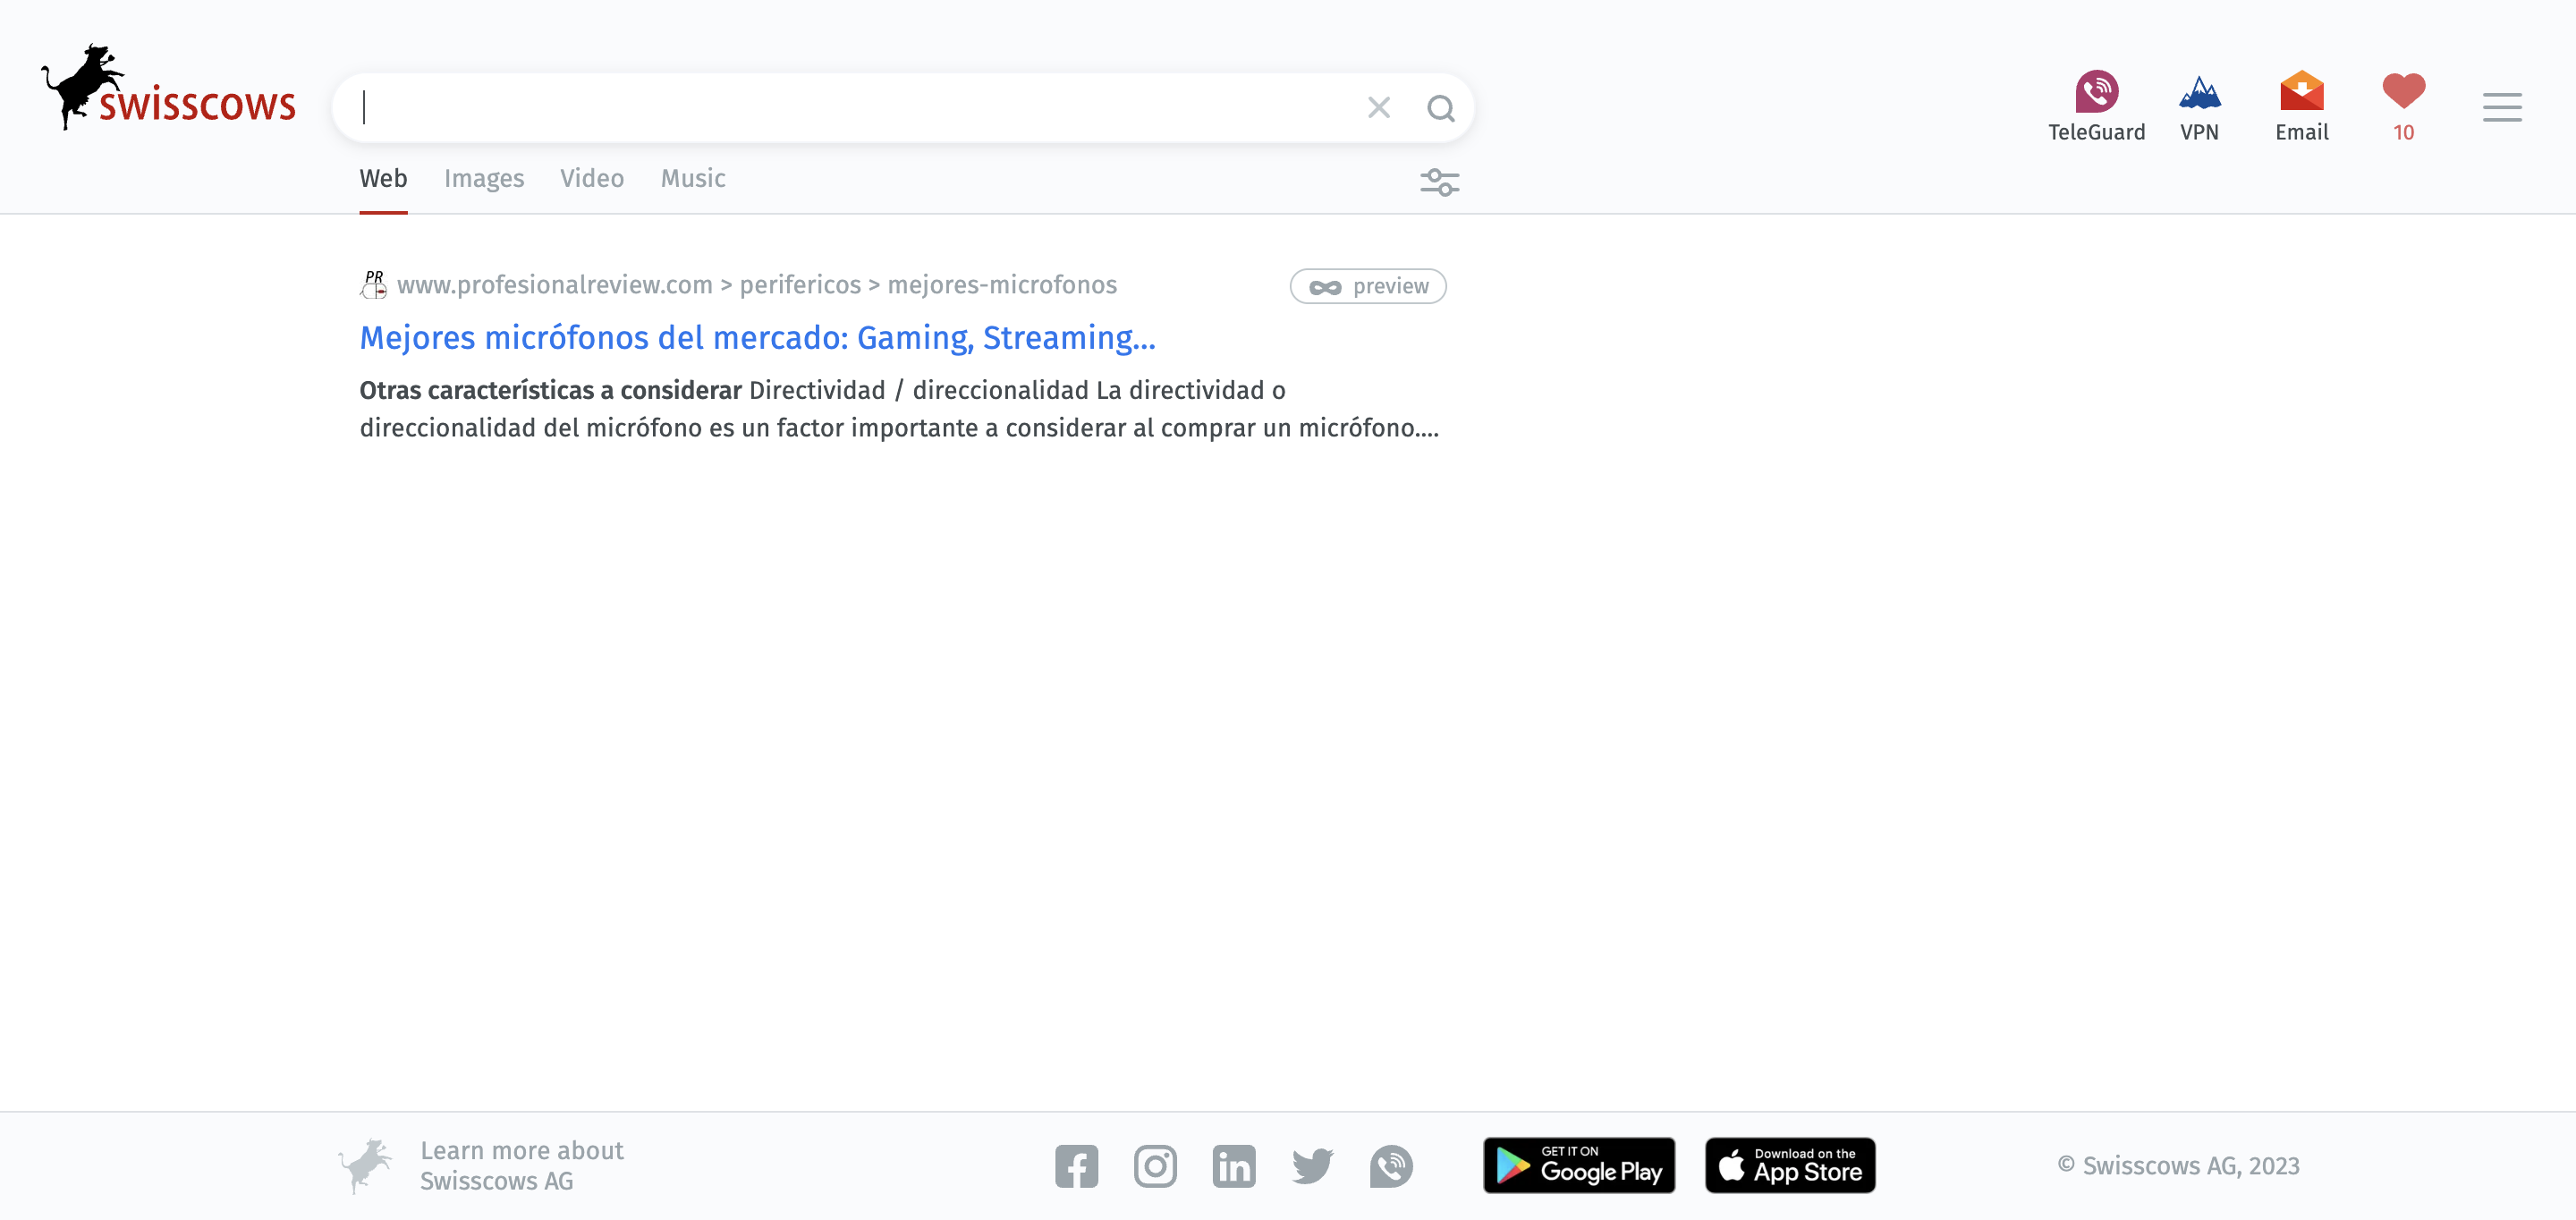 swisscows
TeleGuard
VPN
Email
10
Web
Images
Video
Music
PR
www.profesionalreview.com > perifericos > mejores-microfonos
preview
Mejores micrófonos del mercado: Gaming, Streaming...
Otras características a considerar Directividad / direccionalidad La directividad o
direccionalidad del micrófono es un factor importante a considerar al comprar un micrófono....
Learn more about
Swisscows AG
GET IT ON
Google Play
Download on the
App Store
© Swisscows AG, 2023